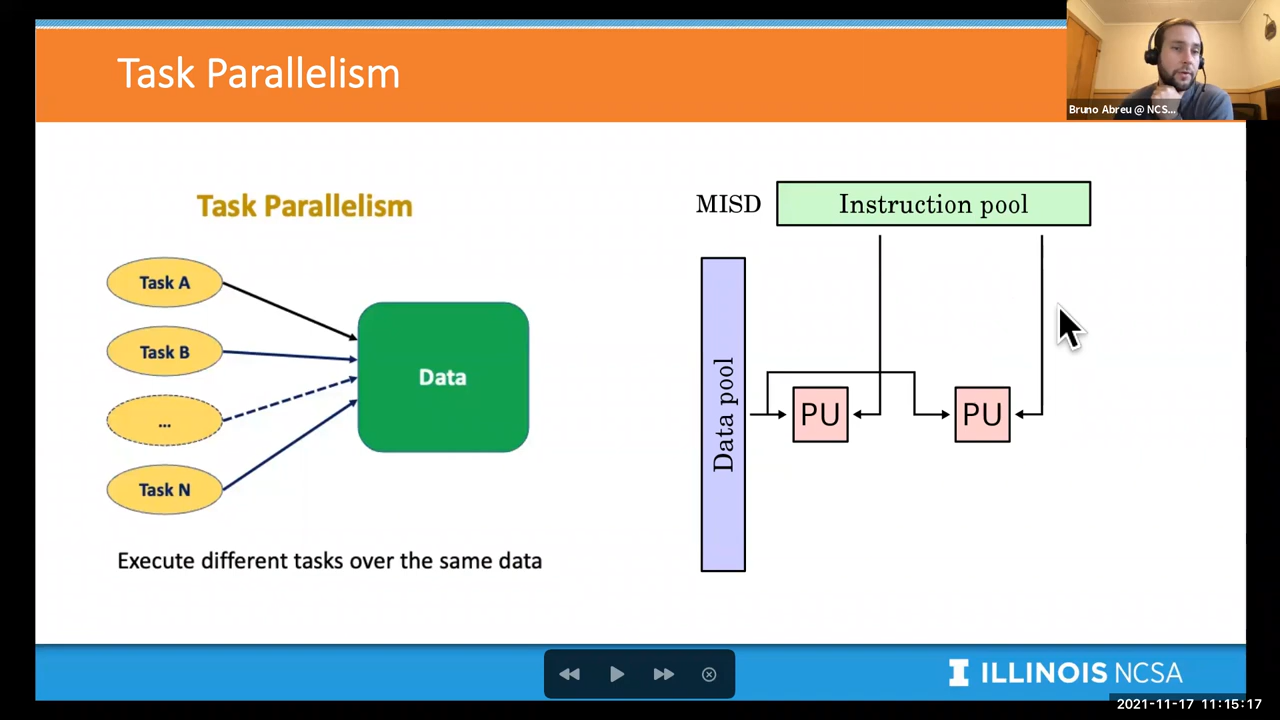 Task Parallelism
Bruno Abreu @ NCS...
Task Parallelism
Task A
Task B
...
Task N
Data
Execute different tasks over the same data
MISD
Instruction pool
Data pool
PU
PU
ILLINOIS NCSA
2021-11-17 11:15:17